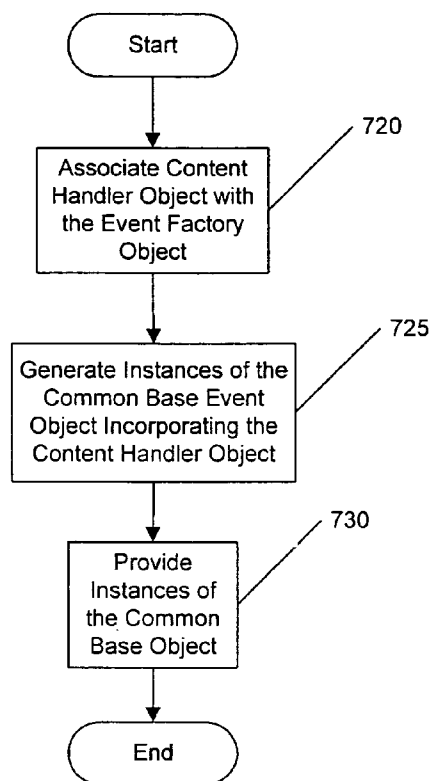 Start
720
Associate Content
Handler Object with
the Event Factory
Object
725
Generate Instances of the
Common Base Event
Object Incorporating the
Content Handler Object
730
Provide
Instances of
the Common
Base Object
End